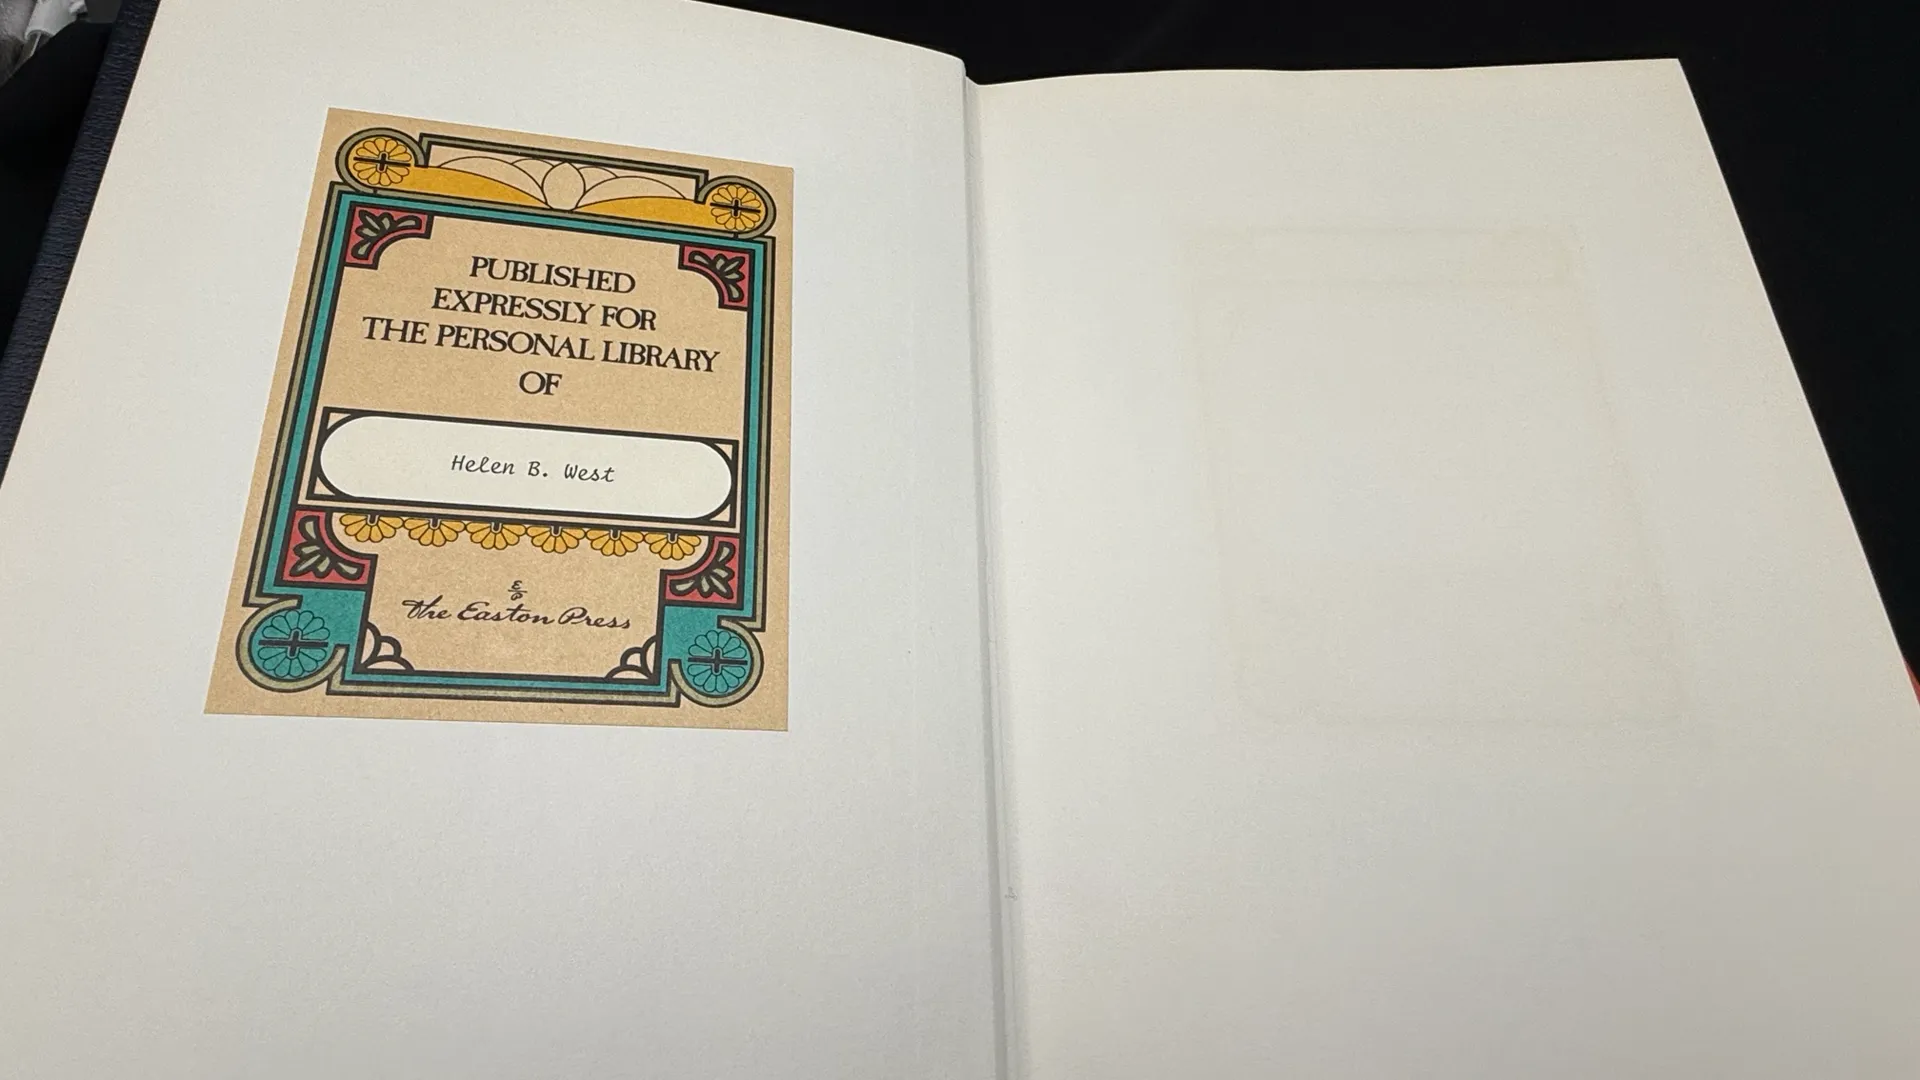 PUBLISHED
EXPRESSLY FOR
THE PERSONAL LIBRARY
OF
Helen B. West
E
P
The Easton Press